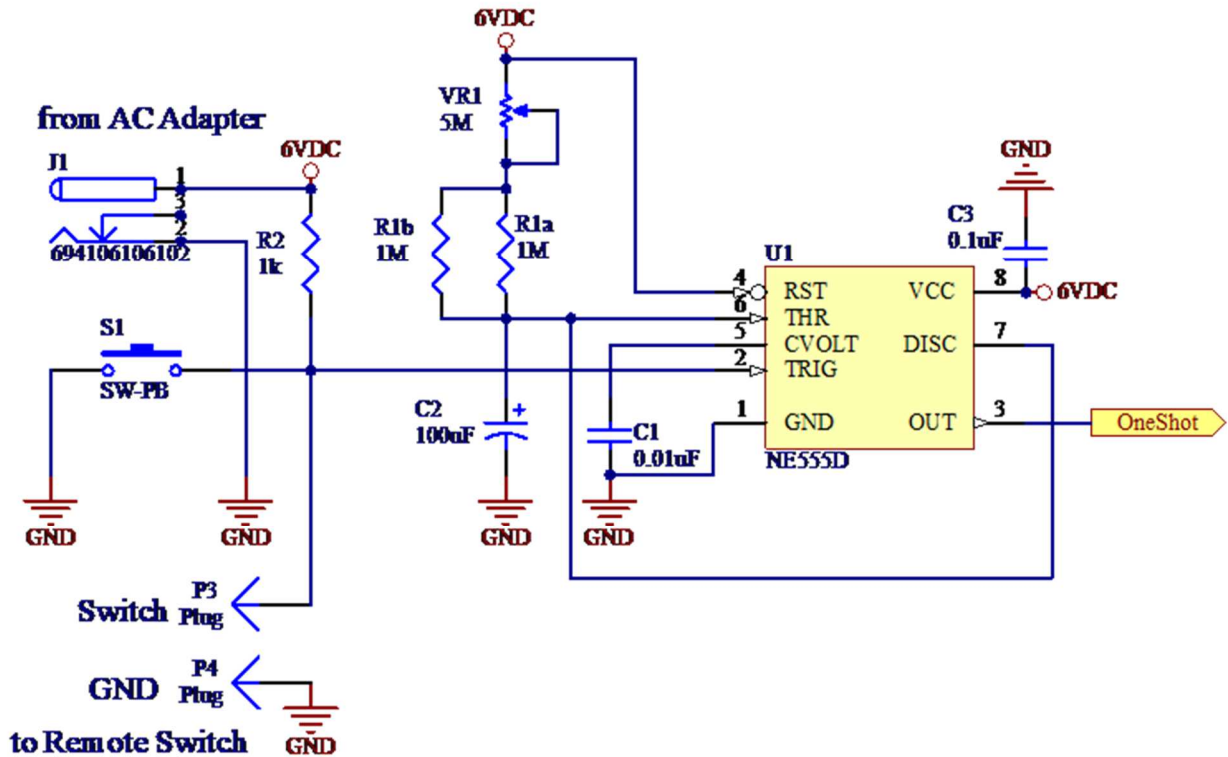 6VDC
VR1
5M
from AC Adapter
J1
1
3
2
694106106102
6VDC
R2
1k
R1b
1M
R1a
1M
GND
C3
0.1uF
U1
4
RST
VCC
8
6VDC
6
THR
5
CVOLT
DISC
7
2
TRIG
1
GND
OUT
3
OneShot
NE555D
S1
SW-PB
C2
+
100uF
C1
0.01uF
GND
GND
GND
GND
Switch
P3
Plug
GND
P4
Plug
to Remote Switch
GND